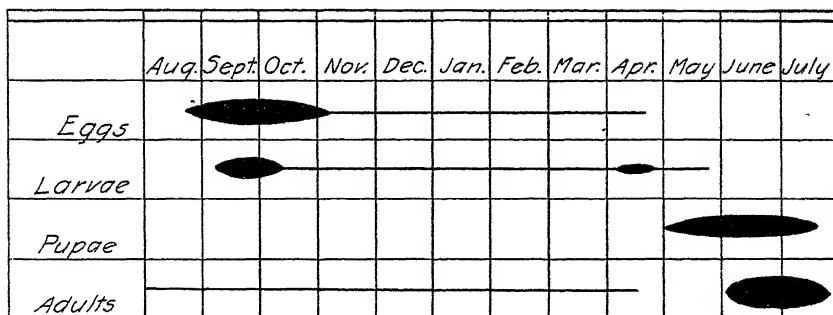 Aug. Sept. Oct. Nov. Dec. Jan. Feb. Mar. Apr. May June July
Eggs
Larvae
Pupae
Adults